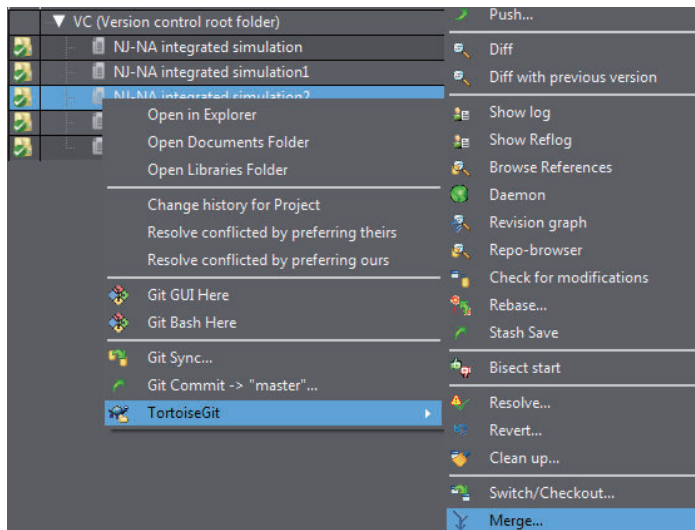 VC (Version control root folder)
NJ-NA integrated simulation
NJ-NA integrated simulation1
NJ-NA integrated simulation2
Open in Explorer
Open Documents Folder
Open Libraries Folder
Change history for Project
Resolve conflicted by preferring theirs
Resolve conflicted by preferring ours
Git GUI Here
Git Bash Here
Git Sync...
Git Commit -> "master"...
TortoiseGit
Push...
Diff
Diff with previous version
Show log
Show Reflog
Browse References
Daemon
Revision graph
Repo-browser
Check for modifications
Rebase...
Stash Save
Bisect start
Resolve...
Revert...
Clean up...
Switch/Checkout...
Merge...